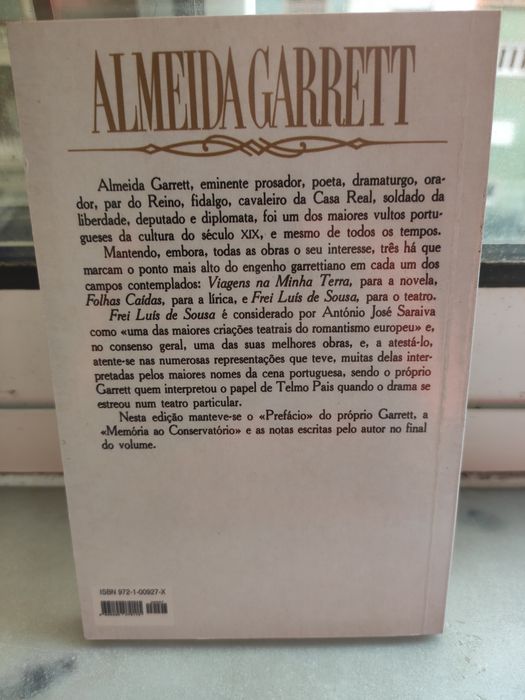 ALMEIDA GARRETT
Almeida Garrett, eminente prosador, poeta, dramaturgo, ora-
dor, par do Reino, fidalgo, cavaleiro da Casa Real, soldado da
liberdade, deputado e diplomata, foi um dos maiores vultos portu-
gueses da cultura do século XIX, e mesmo de todos os tempos.
Mantendo, embora, todas as obras o seu interesse, três há que
marcam o ponto mais alto do engenho garrettiano em cada um dos
campos contemplados: Viagens na Minha Terra, para a novela,
Folhas Caídas, para a lírica, e Frei Luís de Sousa, para o teatro.
Frei Luís de Sousa é considerado por António José Saraiva
como «uma das maiores criações teatrais do romantismo europeu» e,
no consenso geral, uma das suas melhores obras, e, a atestá-lo,
atente-se nas numerosas representações que teve, muitas delas inter-
pretadas pelos maiores nomes da cena portuguesa, sendo o próprio
Garrett quem interpretou o papel de Telmo Pais quando o drama se
estreou num teatro particular.
Nesta edição manteve-se o «Prefácio» do próprio Garrett, a
«Memória ao Conservatório» e as notas escritas pelo autor no final
do volume.
ISBN 972-1-00927-X